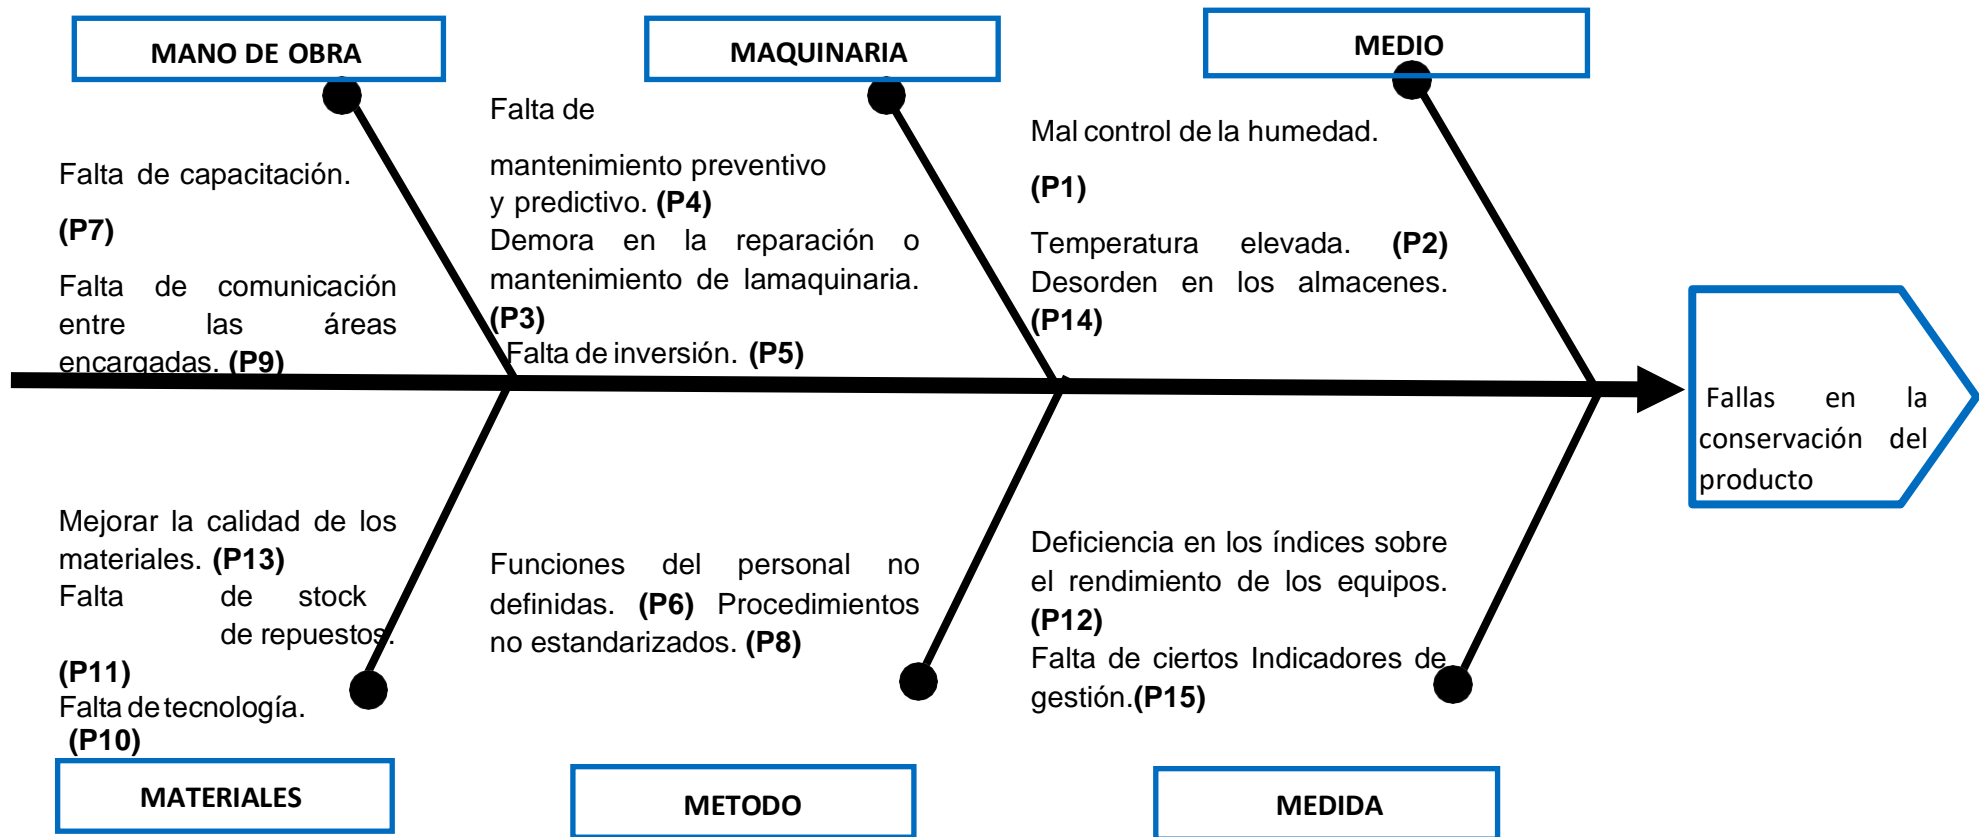 MANO DE OBRA
MAQUINARIA
MEDIO
Falta de capacitación.
(P7)
Falta de comunicación
entre las áreas
encargadas. (P9)
Falta de
mantenimiento preventivo
y predictivo. (P4)
Demora en la reparación o
mantenimiento de lamaquinaria.
(P3)
Falta de inversión. (P5)
Mal control de la humedad.
(P1)
Temperatura elevada. (P2)
Desorden en los almacenes.
(P14)
Fallas en la
conservación del
producto
Mejorar la calidad de los
materiales. (P13)
Falta de stock
de repuestos.
(P11)
Falta de tecnología.
(P10)
Funciones del personal no
definidas. (P6) Procedimientos
no estandarizados. (P8)
Deficiencia en los índices sobre
el rendimiento de los equipos.
(P12)
Falta de ciertos Indicadores de
gestión.(P15)
MATERIALES
METODO
MEDIDA